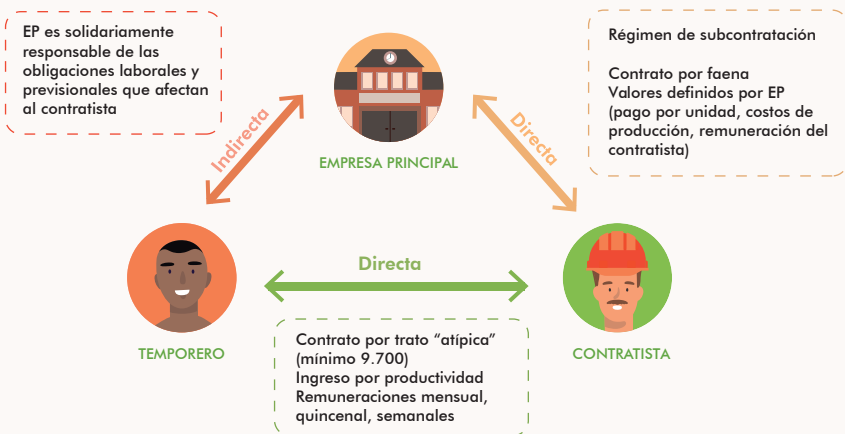 EP es solidariamente
responsable de las
obligaciones laborales y
previsionales que afectan
al contratista
Régimen de subcontratación
Contrato por faena
Valores definidos por EP
(pago por unidad, costos de
producción, remuneración del
contratista)
Indirecta
Directa
EMPRESA PRINCIPAL
Directa
TEMPORERO
CONTRATISTA
Contrato por trato “atípica”
(mínimo 9.700)
Ingreso por productividad
Remuneraciones mensual,
quincenal, semanales